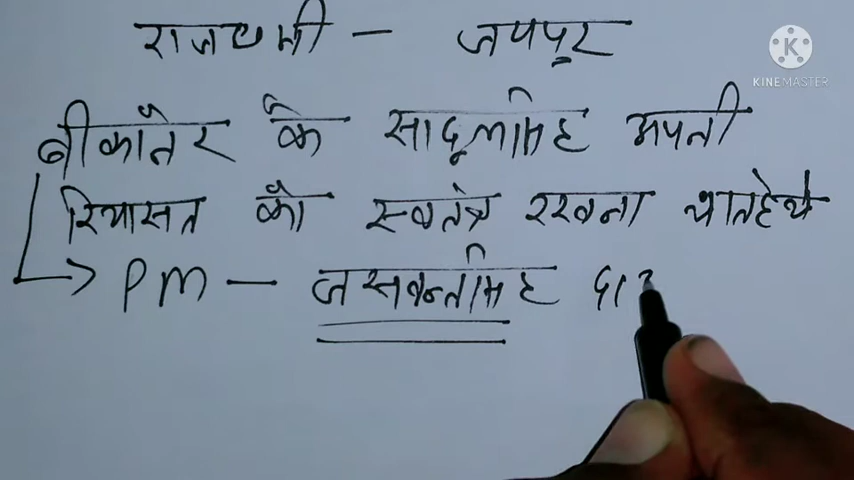 राजधानी - जयपुर
K
KINEMASTER
बीकानेर के सादूलसिंह अपनी
रियासत को स्वतंत्र रखना चाहते थे
→ PM - जसवन्तसिंह दा